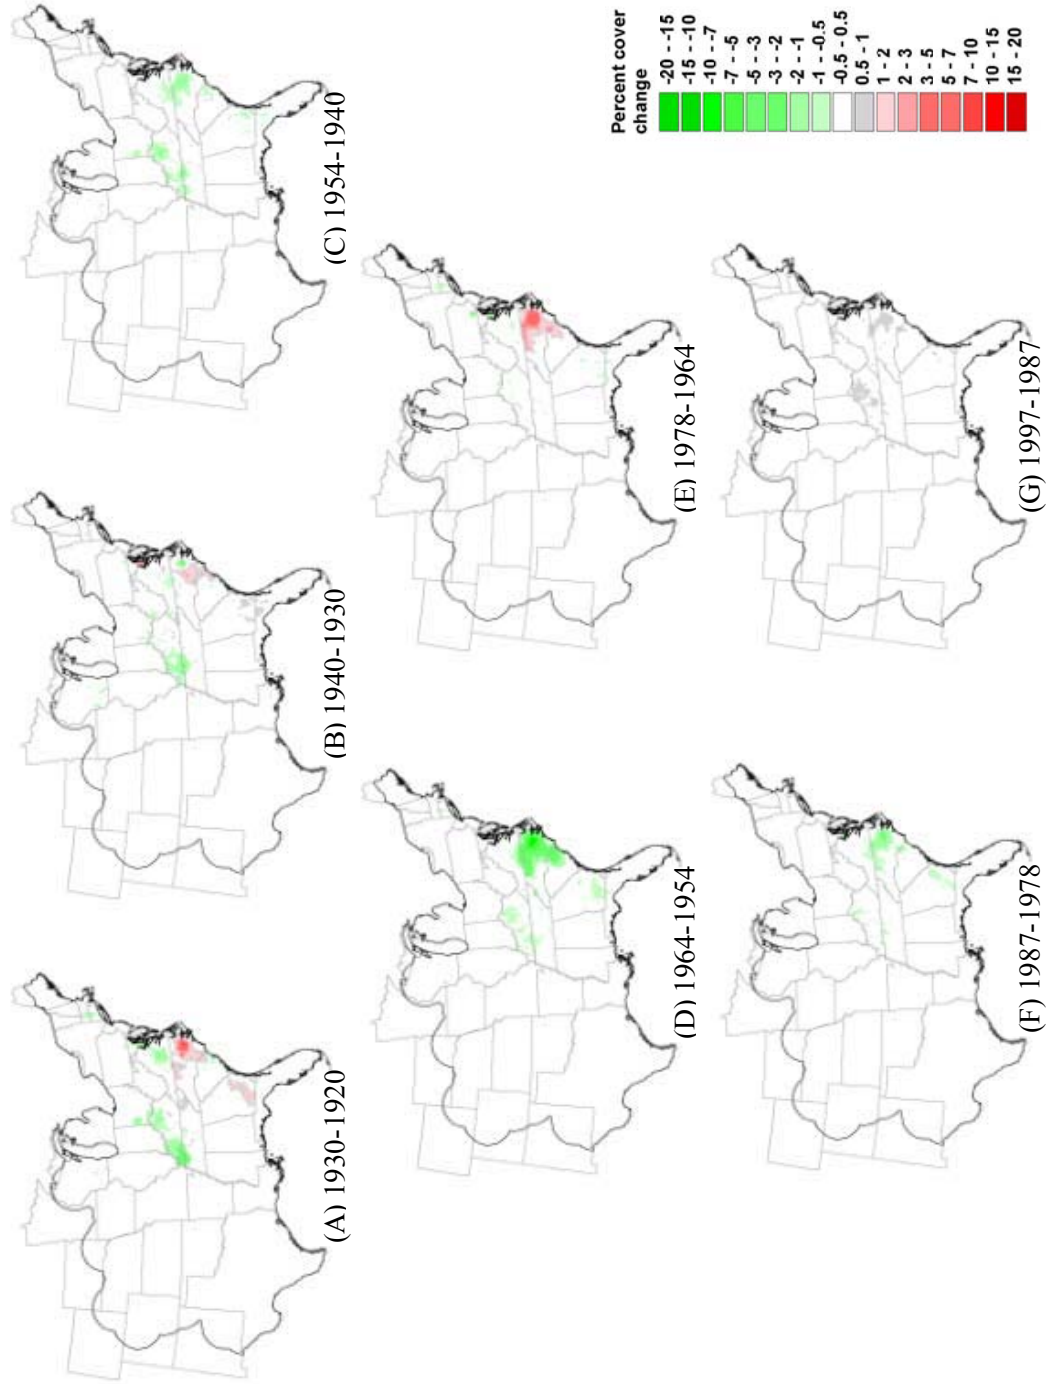 (A) 1930-1920
(B) 1940-1930
(C) 1954-1940
(D) 1964-1954
(E) 1978-1964
(F) 1987-1978
(G) 1997-1987
Percent cover
change
-20 - -15
-15 - -10
-10 - -7
-7 - -5
-5 - -3
-3 - -2
-2 - -1
-1 - -0.5
-0.5 - 0.5
0.5 - 1
1 - 2
2 - 3
3 - 5
5 - 7
7 - 10
10 - 15
15 - 20